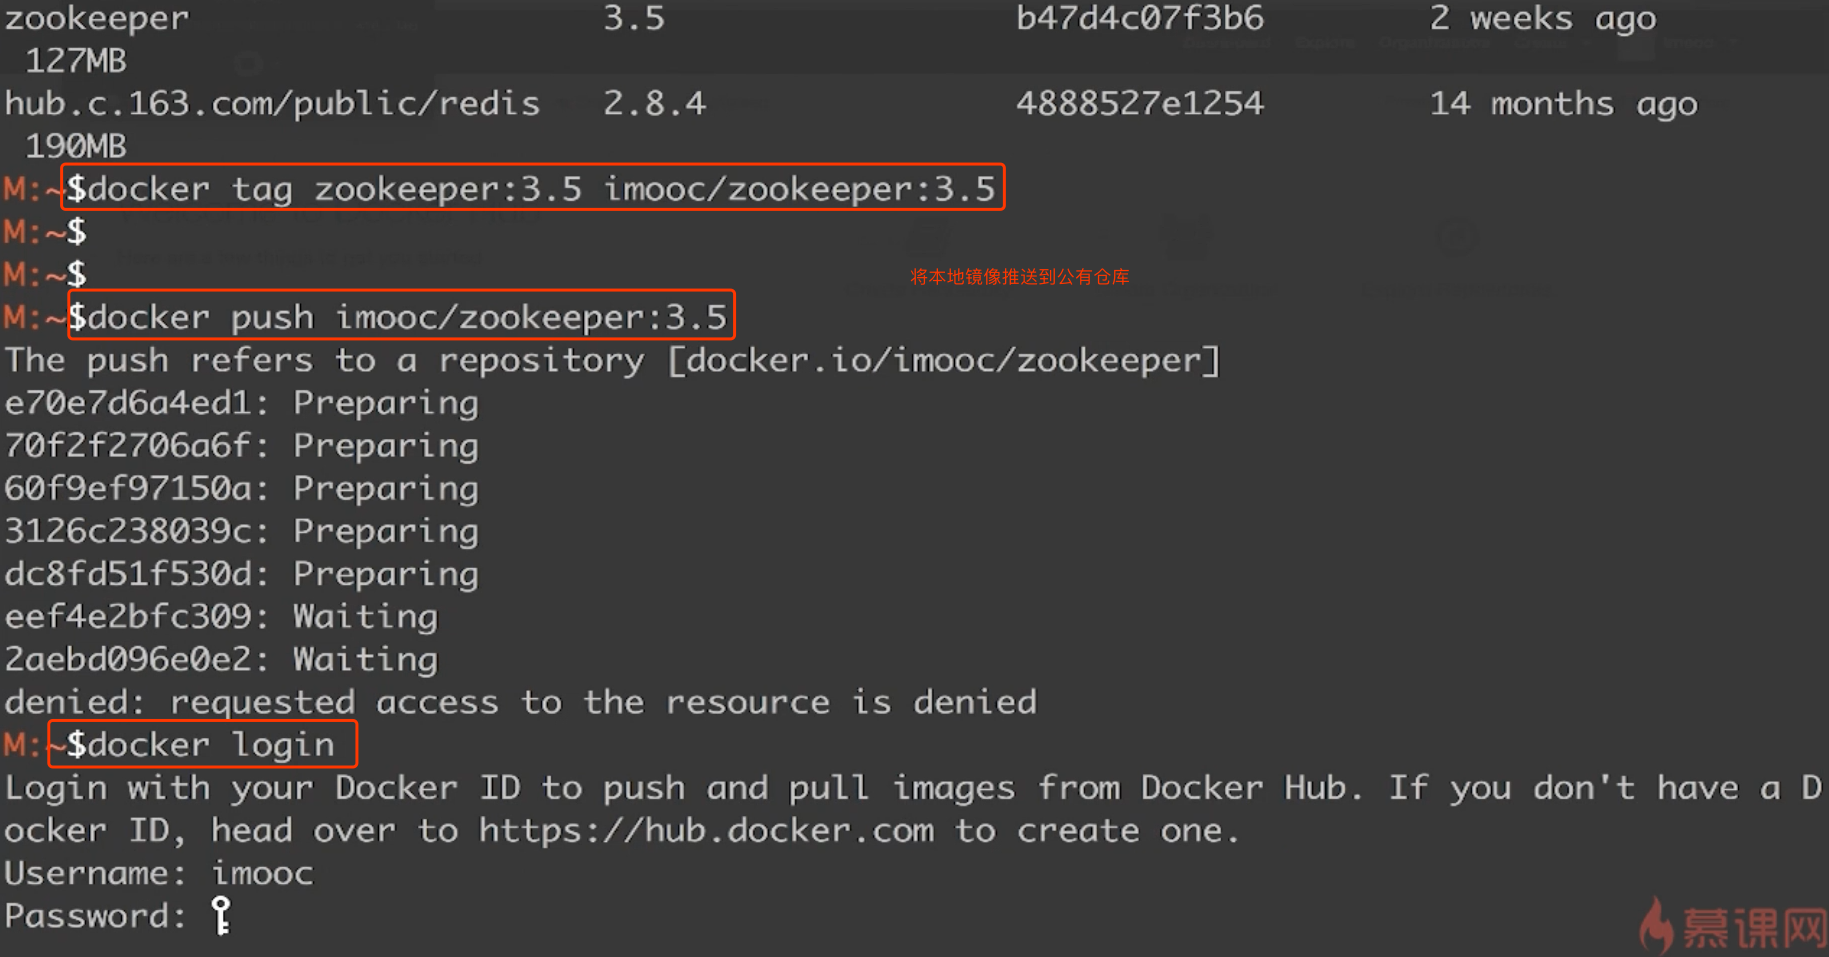 zookeeper 3.5 b47d4c07f3b6 2 weeks ago
127MB
hub.c.163.com/public/redis 2.8.4 4888527e1254 14 months ago
190MB
M:~$docker tag zookeeper:3.5 imooc/zookeeper:3.5
M:~$
M:~$
将本地镜像推送到公有仓库
M:~$docker push imooc/zookeeper:3.5
The push refers to a repository [docker.io/imooc/zookeeper]
e70e7d6a4ed1: Preparing
70f2f2706a6f: Preparing
60f9ef97150a: Preparing
3126c238039c: Preparing
dc8fd51f530d: Preparing
eef4e2bfc309: Waiting
2aebd096e0e2: Waiting
denied: requested access to the resource is denied
M:~$docker login
Login with your Docker ID to push and pull images from Docker Hub. If you don't have a D
ocker ID, head over to https://hub.docker.com to create one.
Username: imooc
Password:
慕课网